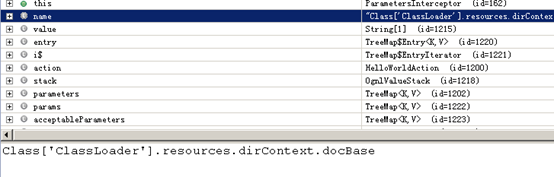 this ParametersInterceptor (id=162)
name "Class['ClassLoader'].resources.dirContext
value String[1] (id=1215)
entry TreeMap$Entry<K,V> (id=1220)
i$ TreeMap$EntryIterator (id=1221)
action HelloWorldAction (id=1200)
stack OgnlValueStack (id=1218)
parameters TreeMap<K,V> (id=1202)
params TreeMap<K,V> (id=1222)
acceptableParameters TreeMap<K,V> (id=1223)
Class['ClassLoader'].resources.dirContext.docBase